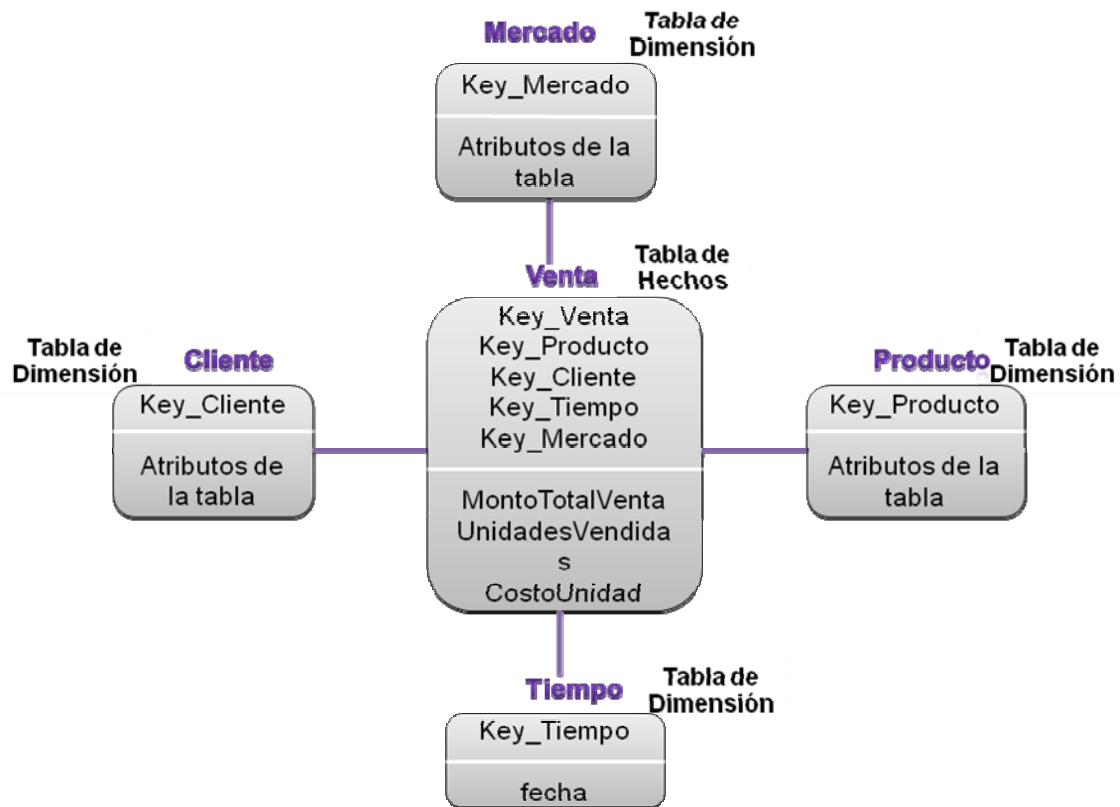 Mercado
Tabla de
Dimensión
Key_Mercado
Atributos de la
tabla
Venta
Tabla de
Hechos
Key_Venta
Key_Producto
Key_Cliente
Key_Tiempo
Key_Mercado
MontoTotalVenta
UnidadesVendida
s
CostoUnidad
Tabla de
Dimensión
Cliente
Key_Cliente
Atributos de
la tabla
Producto
Tabla de
Dimensión
Key_Producto
Atributos de la
tabla
Tiempo
Tabla de
Dimensión
Key_Tiempo
fecha